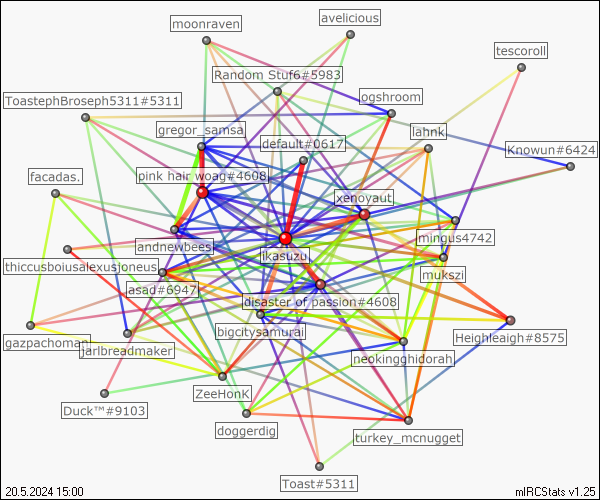 avelicious
moonraven
tescoroll
Random Stuf6#5983
ogshroom
ToastephBroseph5311#5311
gregor_samsa
lahnk
default#0617
Knowun#6424
facadas.
pink hair woag#4608
xenoyaut
mingus4742
andnewbees
likasuzu
thiccusboiusalexusjoneus
mukszi
asad#6947
disaster of passion#4608
bigcitysamurai
Heighleaigh#8575
gazpachoman
jarlbreadmaker
neokingghidorah
ZeeHonK
Duck™#9103
doggerdig
turkey_mcnugget
Toast#5311
20.5.2024 15:00
mIRCStats v1.25